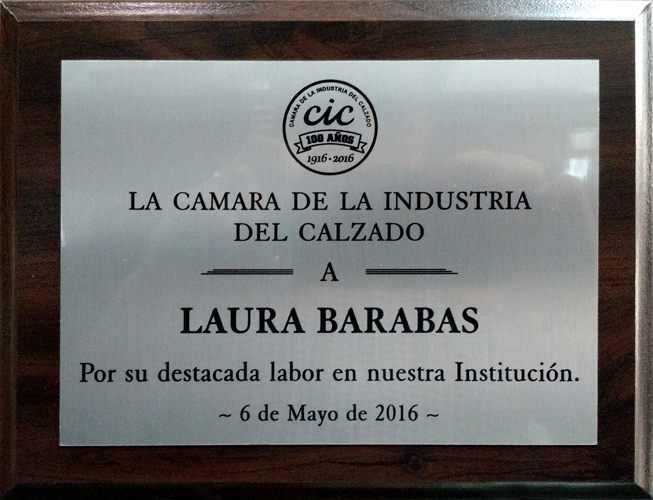 CAMARA DE LA INDUSTRIA DEL CALZADO
cic
100 AÑOS
1916 · 2016
LA CAMARA DE LA INDUSTRIA
DEL CALZADO
A
LAURA BARABAS
Por su destacada labor en nuestra Institución.
~ 6 de Mayo de 2016 ~